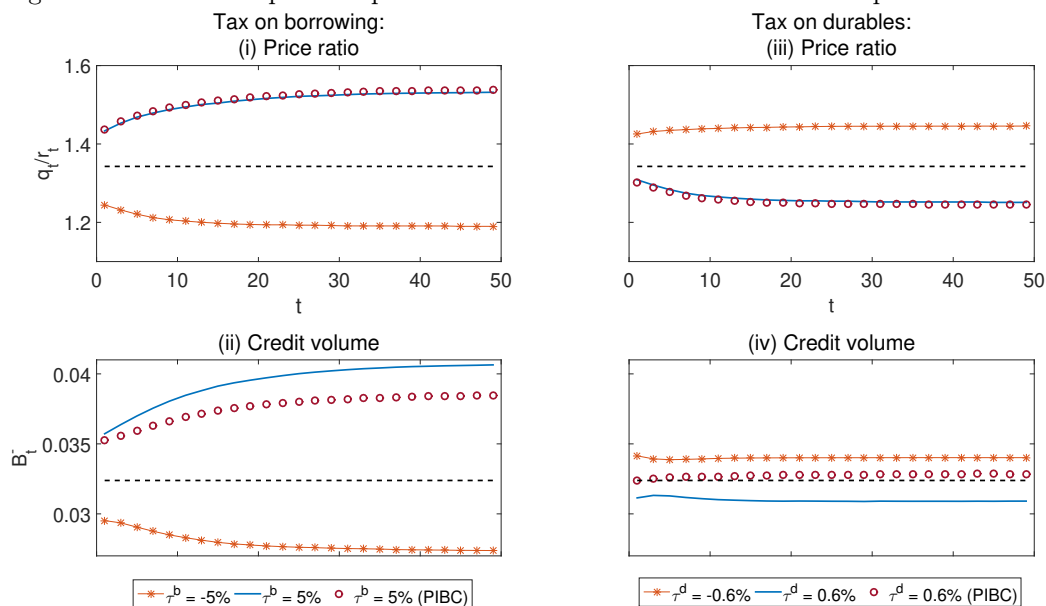 Tax on borrowing:
(i) Price ratio
1.6
1.4
1.2
q_t/r_t
0
10
20
30
40
50
t
Tax on durables:
(iii) Price ratio
0
10
20
30
40
50
t
(ii) Credit volume
0.04
0.035
0.03
B_t^-
(iv) Credit volume
τ^b = -5%
τ^b = 5%
τ^b = 5% (PIBC)
τ^d = -0.6%
τ^d = 0.6%
τ^d = 0.6% (PIBC)